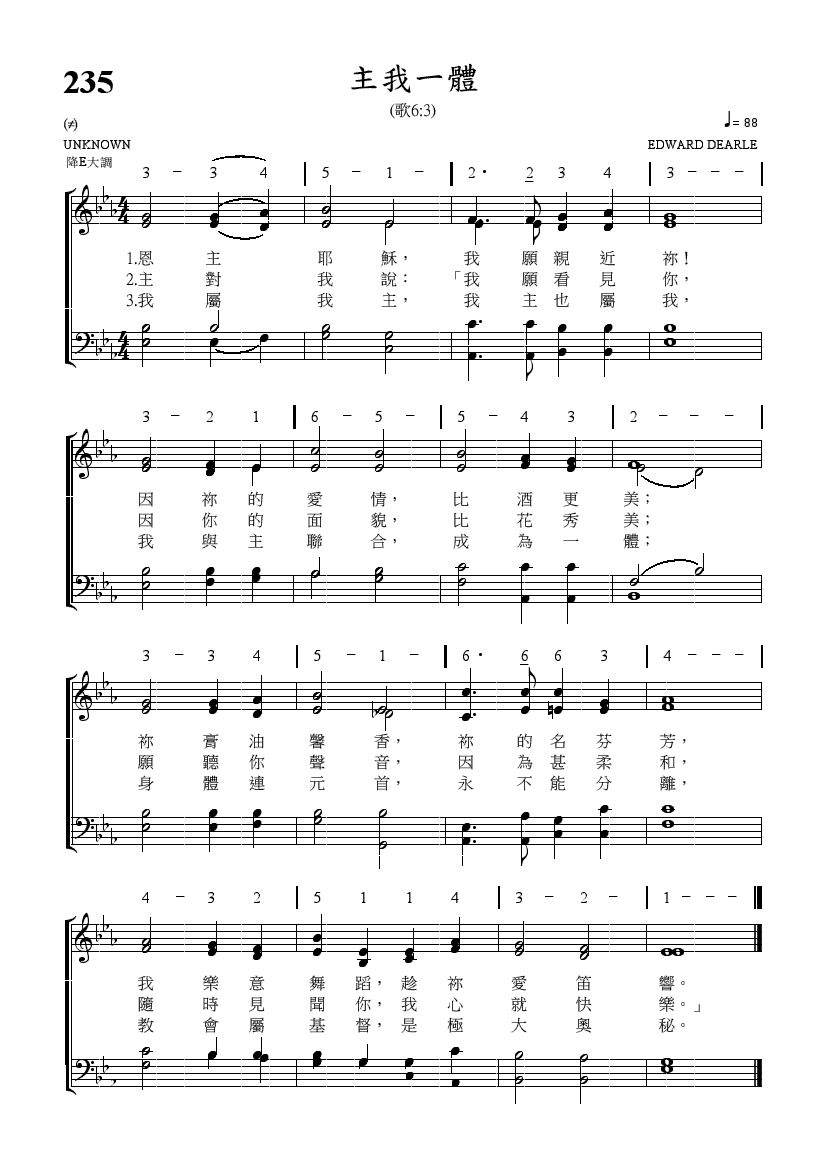 235
主我一體
(歌6:3)
(≠)
♩= 88
UNKNOWN
EDWARD DEARLE
降E大調
3 － 3 4 | 5 － 1 － | 2· 2 3 4 | 3 － － － |
1.恩 主 耶 穌， 我 願 親 近 祢！
2.主 對 我 說： 「我 願 看 見 你，
3.我 屬 我 主， 我 主 也 屬 我，
3 － 2 1 | 6 － 5 － | 5 － 4 3 | 2 － － － |
因 祢 的 愛 情， 比 酒 更 美；
因 你 的 面 貌， 比 花 秀 美；
我 與 主 聯 合， 成 為 一 體；
3 － 3 4 | 5 － 1 － | 6· 6 6 3 | 4 － － － |
祢 膏 油 馨 香， 祢 的 名 芬 芳，
願 聽 你 聲 音， 因 為 甚 柔 和，
身 體 連 元 首， 永 不 能 分 離，
4 － 3 2 | 5 1 1 4 | 3 － 2 － | 1 － － －
我 樂 意 舞 蹈， 趁 祢 愛 笛 響。
隨 時 見 聞 你， 我 心 就 快 樂。」
教 會 屬 基 督， 是 極 大 奧 秘。